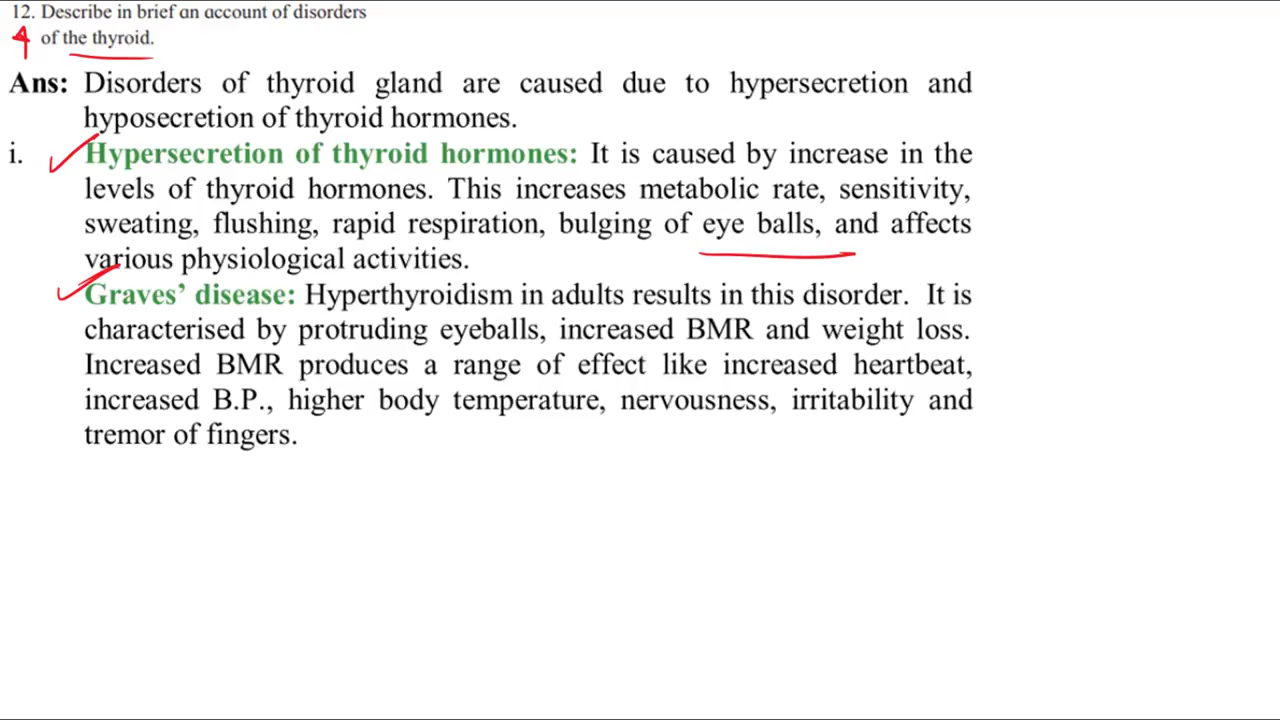 12. Describe in brief an account of disorders
4 of the thyroid.
Ans: Disorders of thyroid gland are caused due to hypersecretion and
hyposecretion of thyroid hormones.
i. Hypersecretion of thyroid hormones: It is caused by increase in the
levels of thyroid hormones. This increases metabolic rate, sensitivity,
sweating, flushing, rapid respiration, bulging of eye balls, and affects
various physiological activities.
Graves’ disease: Hyperthyroidism in adults results in this disorder. It is
characterised by protruding eyeballs, increased BMR and weight loss.
Increased BMR produces a range of effect like increased heartbeat,
increased B.P., higher body temperature, nervousness, irritability and
tremor of fingers.